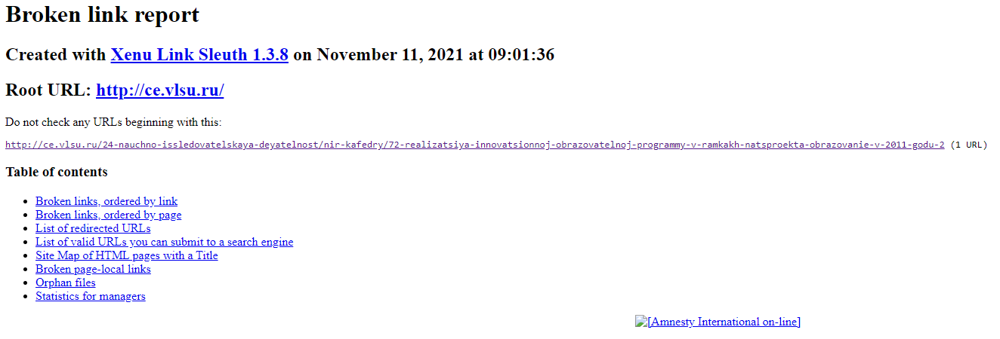 Broken link report
Created with Xenu Link Sleuth 1.3.8 on November 11, 2021 at 09:01:36
Root URL: http://ce.vlsu.ru/
Do not check any URLs beginning with this:
http://ce.vlsu.ru/24-nauchno-issledovatelskaya-deyatelnost/nir-kafedry/72-realizatsiya-innovatsionnoj-obrazovatelnoj-programmy-v-ramkakh-natsproekta-obrazovanie-v-2011-godu-2 (1 URL)
Table of contents
• Broken links, ordered by link
• Broken links, ordered by page
• List of redirected URLs
• List of valid URLs you can submit to a search engine
• Site Map of HTML pages with a Title
• Broken page-local links
• Orphan files
• Statistics for managers
[Amnesty International on-line]